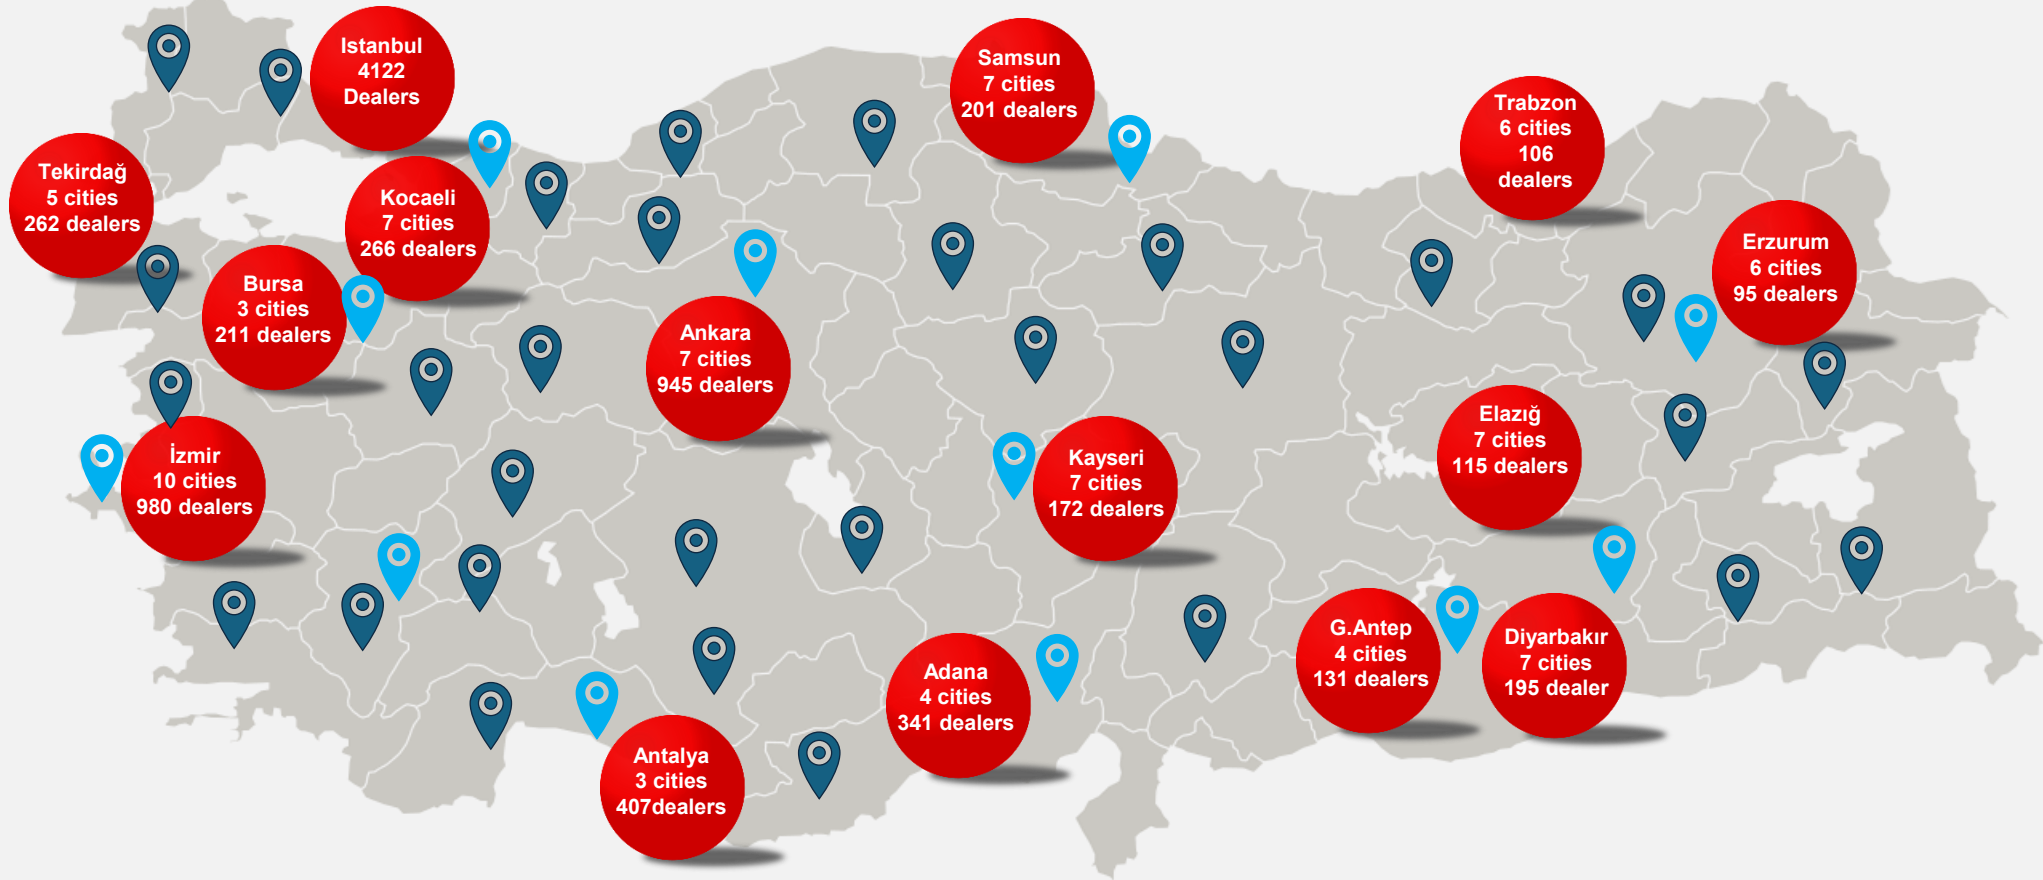 Istanbul
4122
Dealers
Samsun
7 cities
201 dealers
Trabzon
6 cities
106
dealers
Tekirdağ
5 cities
262 dealers
Kocaeli
7 cities
266 dealers
Erzurum
6 cities
95 dealers
Bursa
3 cities
211 dealers
Ankara
7 cities
945 dealers
Elazığ
7 cities
115 dealers
İzmir
10 cities
980 dealers
Kayseri
7 cities
172 dealers
G.Antep
4 cities
131 dealers
Diyarbakır
7 cities
195 dealer
Adana
4 cities
341 dealers
Antalya
3 cities
407dealers